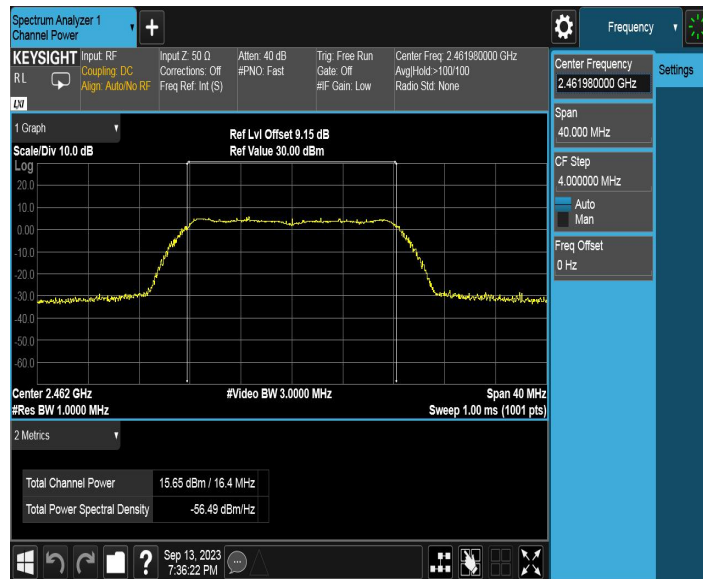 Spectrum Analyzer 1
Channel Power
+
Frequency
KEYSIGHT
RL
LXI
Input: RF
Coupling: DC
Align: Auto/No RF
Input Z: 50 Ω
Corrections: Off
Freq Ref: Int (S)
Atten: 40 dB
#PNO: Fast
Trig: Free Run
Gate: Off
#IF Gain: Low
Center Freq: 2.461980000 GHz
Avg|Hold:>100/100
Radio Std: None
Center Frequency
2.461980000 GHz
Settings
Span
40.000 MHz
CF Step
4.000000 MHz
Auto
Man
Freq Offset
0 Hz
1 Graph
Scale/Div 10.0 dB
Ref Lvl Offset 9.15 dB
Ref Value 30.00 dBm
Log
20.0
10.0
0.00
-10.0
-20.0
-30.0
-40.0
-50.0
-60.0
Center 2.462 GHz
#Res BW 1.0000 MHz
#Video BW 3.0000 MHz
Span 40 MHz
Sweep 1.00 ms (1001 pts)
2 Metrics
Total Channel Power 15.65 dBm / 16.4 MHz
Total Power Spectral Density -56.49 dBm/Hz
?
Sep 13, 2023
7:36:22 PM